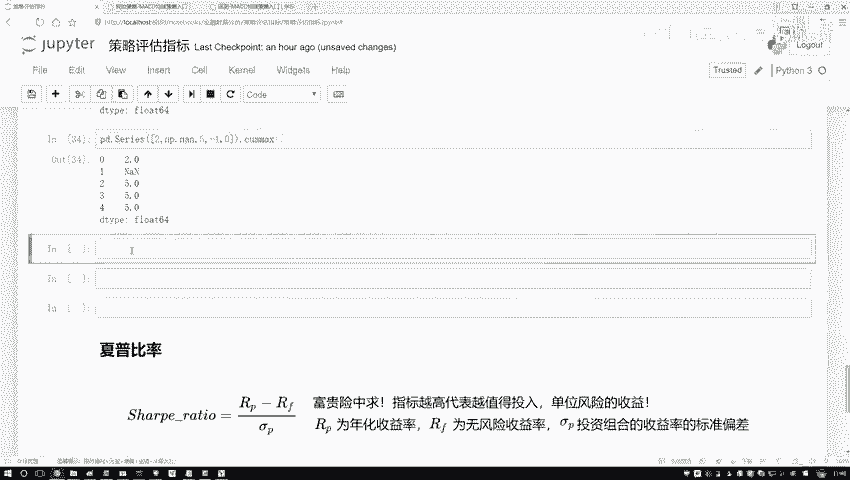 jupyter 策略评估指标 Last Checkpoint: an hour ago (unsaved changes)
Logout
File Edit View Insert Cell Kernel Widgets Help
Trusted Python 3
Code
dtype: float64
In [34]: pd.Series([2,np.nan,5,-1,0]).cummax
Out[34]:
0 2.0
1 NaN
2 5.0
3 5.0
4 5.0
dtype: float64
In [ ]:
In [ ]:
In [ ]:
夏普比率
Sharpe_ratio = (R_p − R_f) / σ_p 富贵险中求！指标越高代表越值得投入，单位风险的收益！
R_p 为年化收益率，R_f 为无风险收益率，σ_p 投资组合的收益率的标准偏差